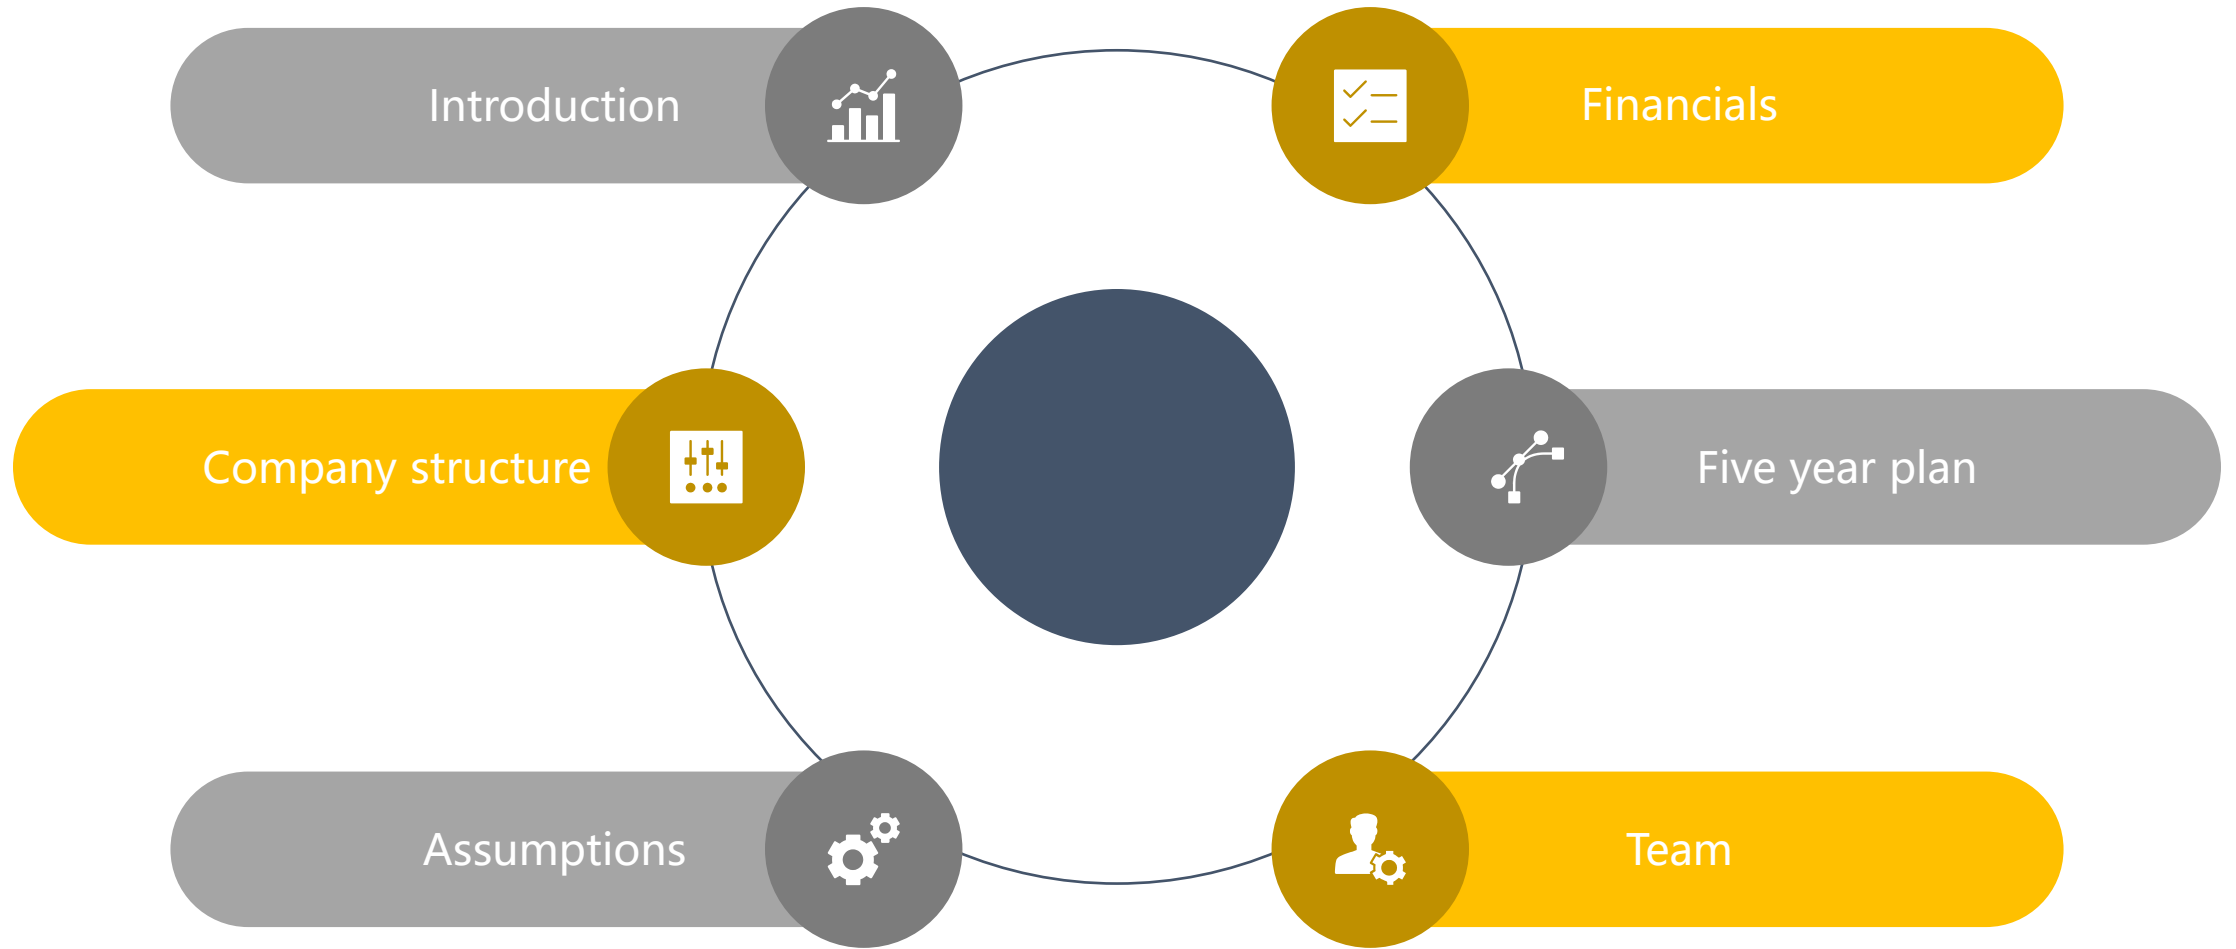 Introduction
Financials
Company structure
Five year plan
Assumptions
Team